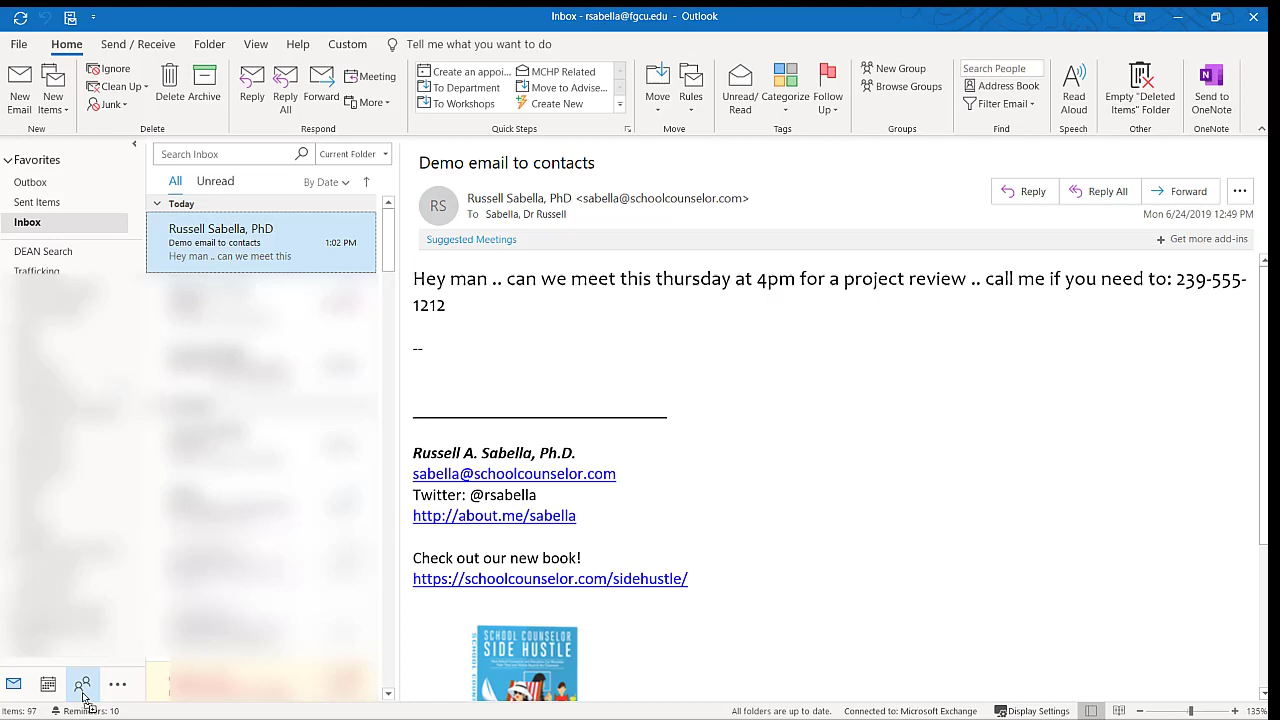 Inbox - rsabella@fgcu.edu - Outlook
File Home Send / Receive Folder View Help Custom Tell me what you want to do
New Email
New Items
Ignore
Clean Up
Junk
Delete
Archive
Reply
Reply All
Forward
Meeting
More
Create an appoi...
To Department
To Workshops
MCHP Related
Move to Advise...
Create New
Move
Rules
Unread/ Read
Categorize
Follow Up
New Group
Browse Groups
Search People
Address Book
Filter Email
Read Aloud
Empty "Deleted Items" Folder
Send to OneNote
New Delete Respond Quick Steps Move Tags Groups Find Speech Other OneNote
Favorites
Outbox
Sent Items
Inbox
DEAN Search
Trafficking
Search Inbox Current Folder
All Unread By Date
Today
Russell Sabella, PhD
Demo email to contacts 1:02 PM
Hey man .. can we meet this
Demo email to contacts
RS
Russell Sabella, PhD <sabella@schoolcounselor.com>
To Sabella, Dr Russell
Reply Reply All Forward ...
Mon 6/24/2019 12:49 PM
Suggested Meetings
+ Get more add-ins
Hey man .. can we meet this thursday at 4pm for a project review .. call me if you need to: 239-555-
1212
--
Russell A. Sabella, Ph.D.
sabella@schoolcounselor.com
Twitter: @rsabella
http://about.me/sabella
Check out our new book!
https://schoolcounselor.com/sidehustle/
SCHOOL COUNSELOR
SIDE HUSTLE
Items: 97 Reminders: 10 All folders are up to date. Connected to: Microsoft Exchange Display Settings 135%